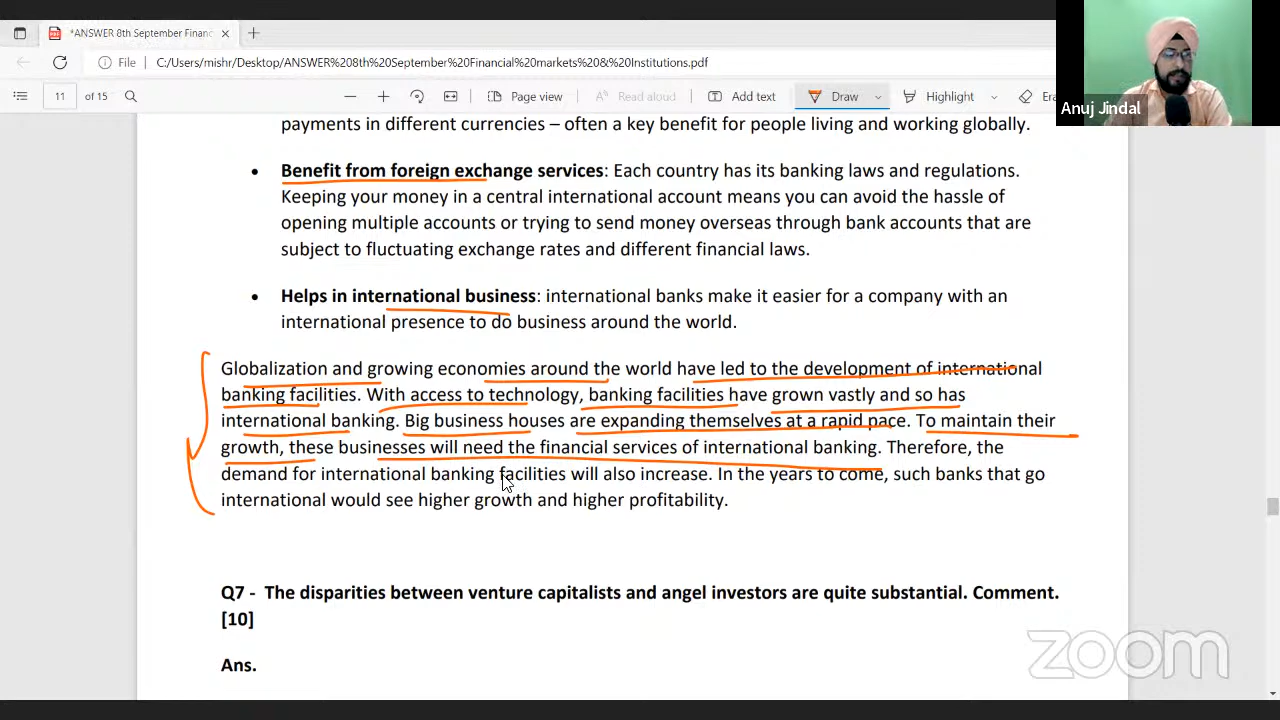 *ANSWER 8th September Financ
File
C:/Users/mishr/Desktop/ANSWER%208th%20September%20Financial%20markets%20&%20Institutions.pdf
11 of 15
Page view
Read aloud
Add text
Draw
Highlight
Era
Anuj Jindal
payments in different currencies – often a key benefit for people living and working globally.
• Benefit from foreign exchange services: Each country has its banking laws and regulations.
Keeping your money in a central international account means you can avoid the hassle of
opening multiple accounts or trying to send money overseas through bank accounts that are
subject to fluctuating exchange rates and different financial laws.
• Helps in international business: international banks make it easier for a company with an
international presence to do business around the world.
Globalization and growing economies around the world have led to the development of international
banking facilities. With access to technology, banking facilities have grown vastly and so has
international banking. Big business houses are expanding themselves at a rapid pace. To maintain their
growth, these businesses will need the financial services of international banking. Therefore, the
demand for international banking facilities will also increase. In the years to come, such banks that go
international would see higher growth and higher profitability.
Q7 - The disparities between venture capitalists and angel investors are quite substantial. Comment.
[10]
Ans.
zoom